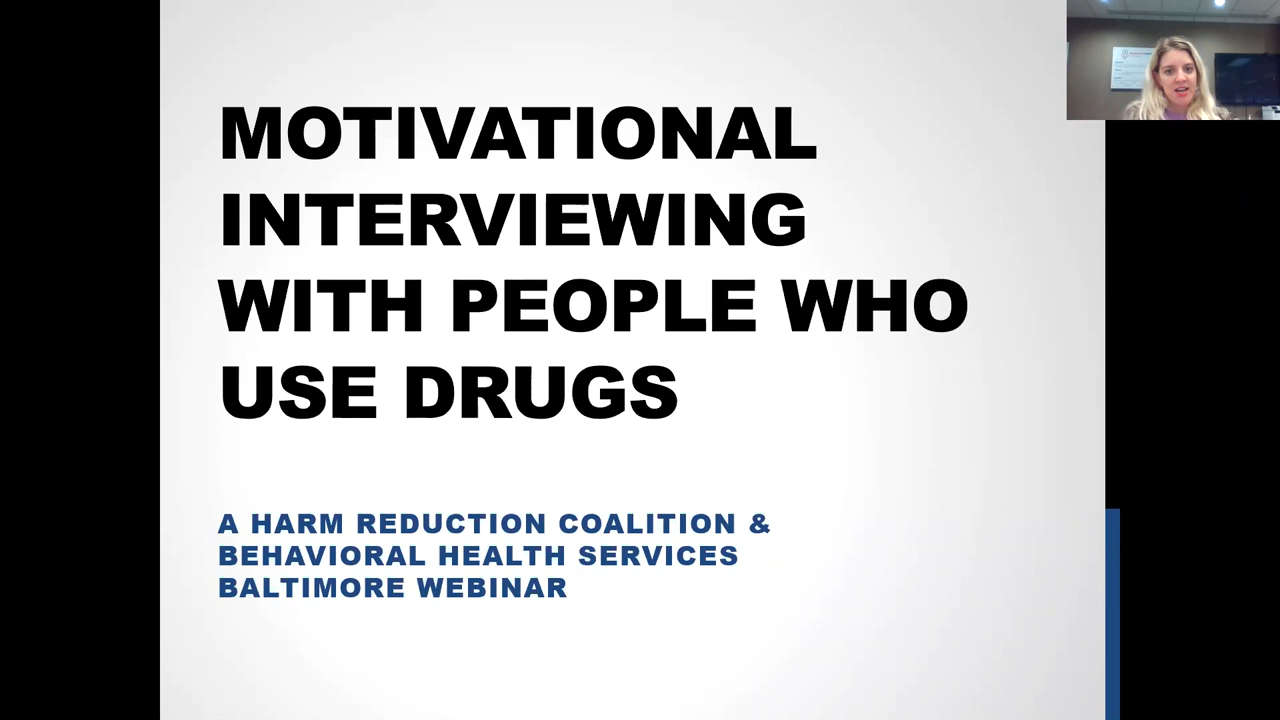 MOTIVATIONAL
INTERVIEWING
WITH PEOPLE WHO
USE DRUGS
A HARM REDUCTION COALITION &
BEHAVIORAL HEALTH SERVICES
BALTIMORE WEBINAR